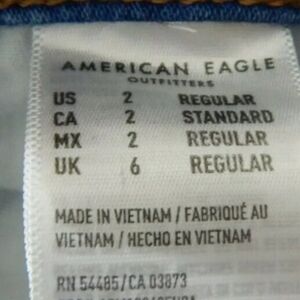 AMERICAN EAGLE
OUTFITTERS
US 2 REGULAR
CA 2 STANDARD
MX 2 REGULAR
UK 6 REGULAR
MADE IN VIETNAM / FABRIQUÉ AU
VIETNAM / HECHO EN VIETNAM
RN 54485/CA 03873